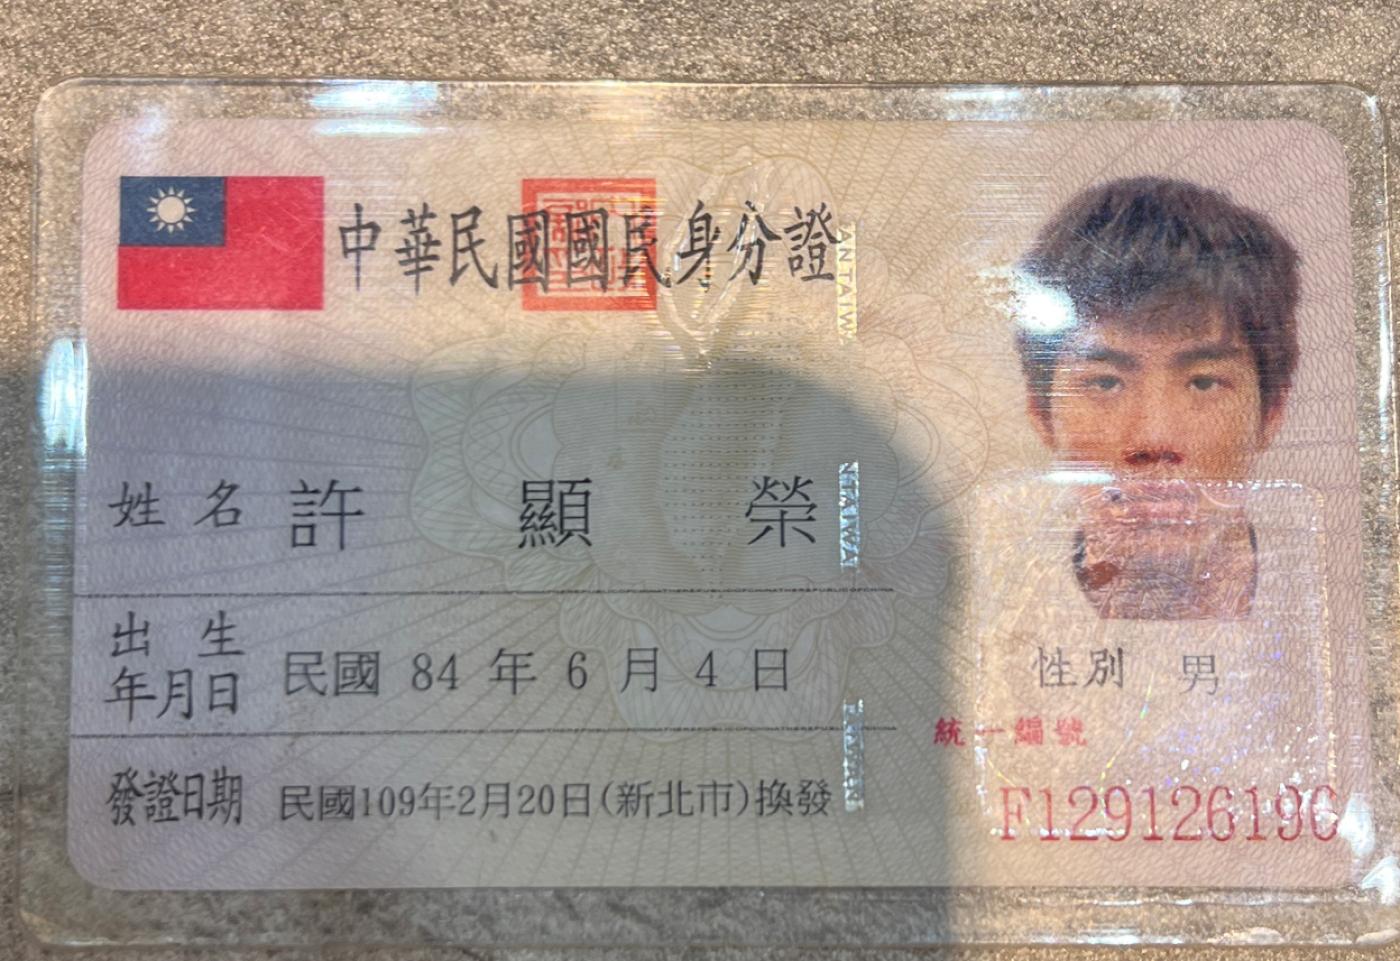 中華民國國民身分證
姓名 許顯榮
出生年月日 民國 84 年 6 月 4 日
發證日期 民國109年2月20日(新北市)換發
性別 男
統一編號